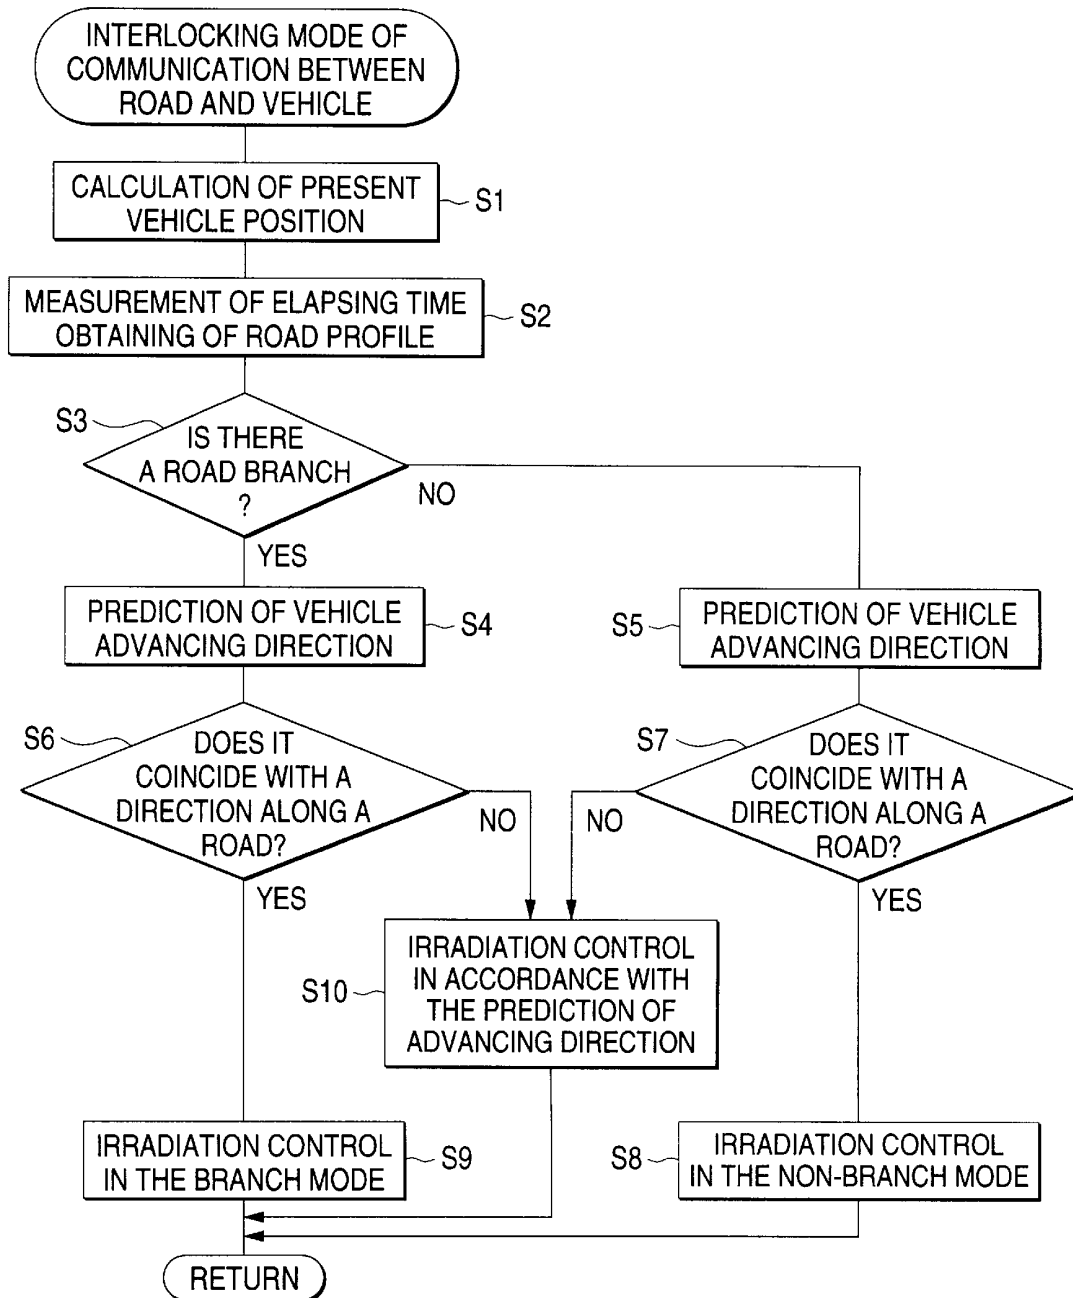 INTERLOCKING MODE OF
COMMUNICATION BETWEEN
ROAD AND VEHICLE
CALCULATION OF PRESENT
VEHICLE POSITION
S1
MEASUREMENT OF ELAPSING TIME
OBTAINING OF ROAD PROFILE
S2
S3
IS THERE
A ROAD BRANCH
?
NO
YES
PREDICTION OF VEHICLE
ADVANCING DIRECTION
S4
S5
PREDICTION OF VEHICLE
ADVANCING DIRECTION
S6
DOES IT
COINCIDE WITH A
DIRECTION ALONG A
ROAD?
NO
YES
S7
DOES IT
COINCIDE WITH A
DIRECTION ALONG A
ROAD?
NO
YES
S10
IRRADIATION CONTROL
IN ACCORDANCE WITH
THE PREDICTION OF
ADVANCING DIRECTION
IRRADIATION CONTROL
IN THE BRANCH MODE
S9
S8
IRRADIATION CONTROL
IN THE NON-BRANCH MODE
RETURN